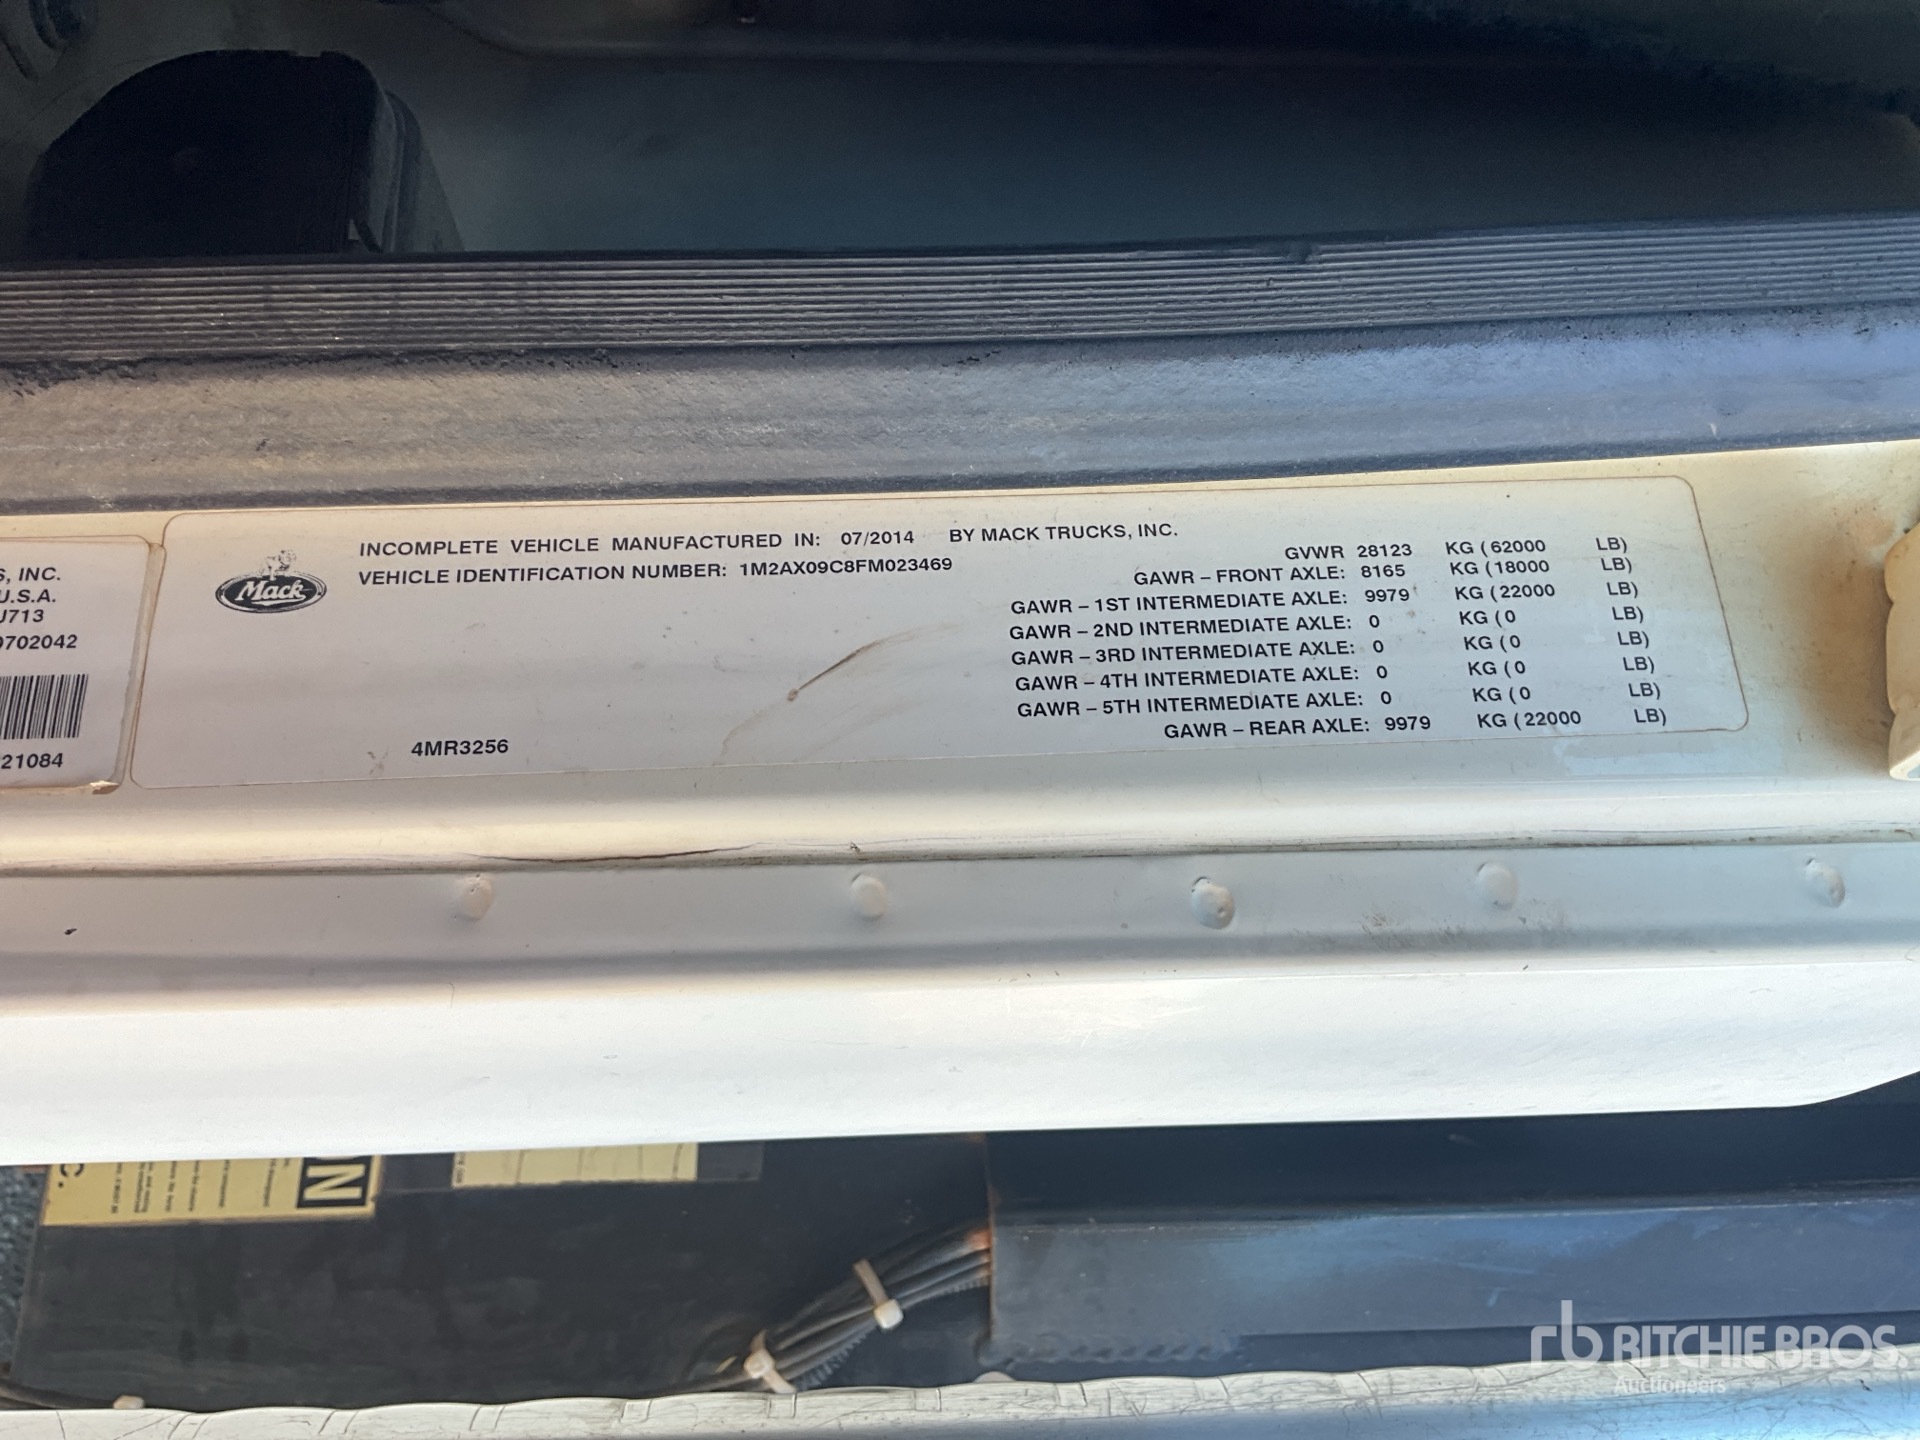 S, INC.
U.S.A.
U713
0702042
21084
Mack
INCOMPLETE VEHICLE MANUFACTURED IN: 07/2014 BY MACK TRUCKS, INC.
VEHICLE IDENTIFICATION NUMBER: 1M2AX09C8FM023469
GVWR 28123 KG ( 62000 LB)
GAWR – FRONT AXLE: 8165 KG ( 18000 LB)
GAWR – 1ST INTERMEDIATE AXLE: 9979 KG ( 22000 LB)
GAWR – 2ND INTERMEDIATE AXLE: 0 KG ( 0 LB)
GAWR – 3RD INTERMEDIATE AXLE: 0 KG ( 0 LB)
GAWR – 4TH INTERMEDIATE AXLE: 0 KG ( 0 LB)
GAWR – 5TH INTERMEDIATE AXLE: 0 KG ( 0 LB)
GAWR – REAR AXLE: 9979 KG ( 22000 LB)
4MR3256
ON
C.
rb RITCHIE BROS.
Auctioneers